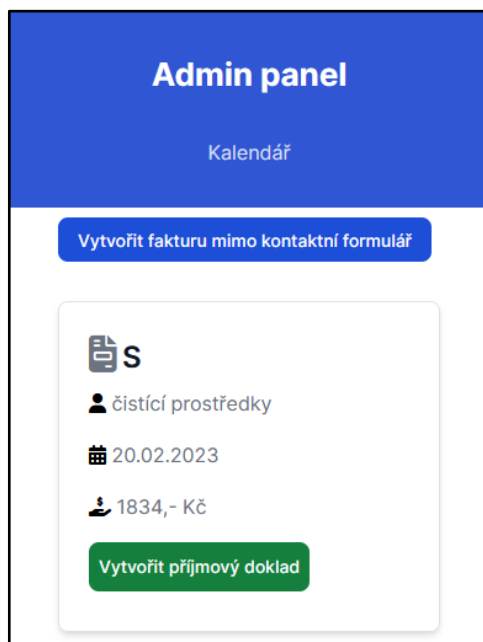 Admin panel
Kalendář
Vytvořit fakturu mimo kontaktní formulář
S
čistící prostředky
20.02.2023
1834,- Kč
Vytvořit příjmový doklad